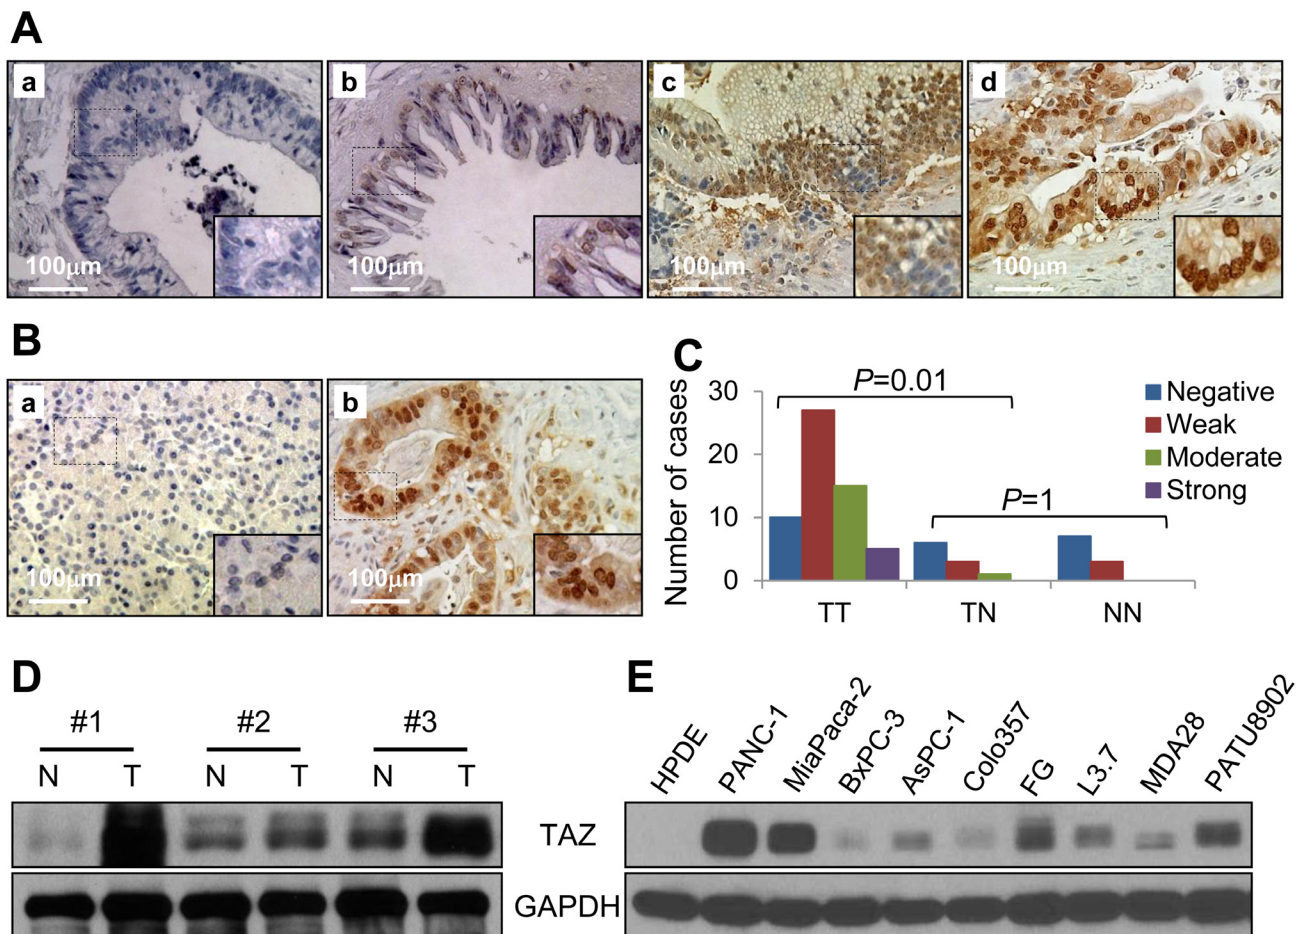 A
a
b
c
d
100μm
100μm
100μm
100μm
B
a
b
100μm
100μm
C
Number of cases
30
20
10
0
P=0.01
P=1
Negative
Weak
Moderate
Strong
TT
TN
NN
D
#1
#2
#3
N
T
N
T
N
T
TAZ
GAPDH
E
HPDE
PANC-1
MiaPaca-2
BxPC-3
AsPC-1
Colo357
FG
L3.7
MDA28
PATU8902